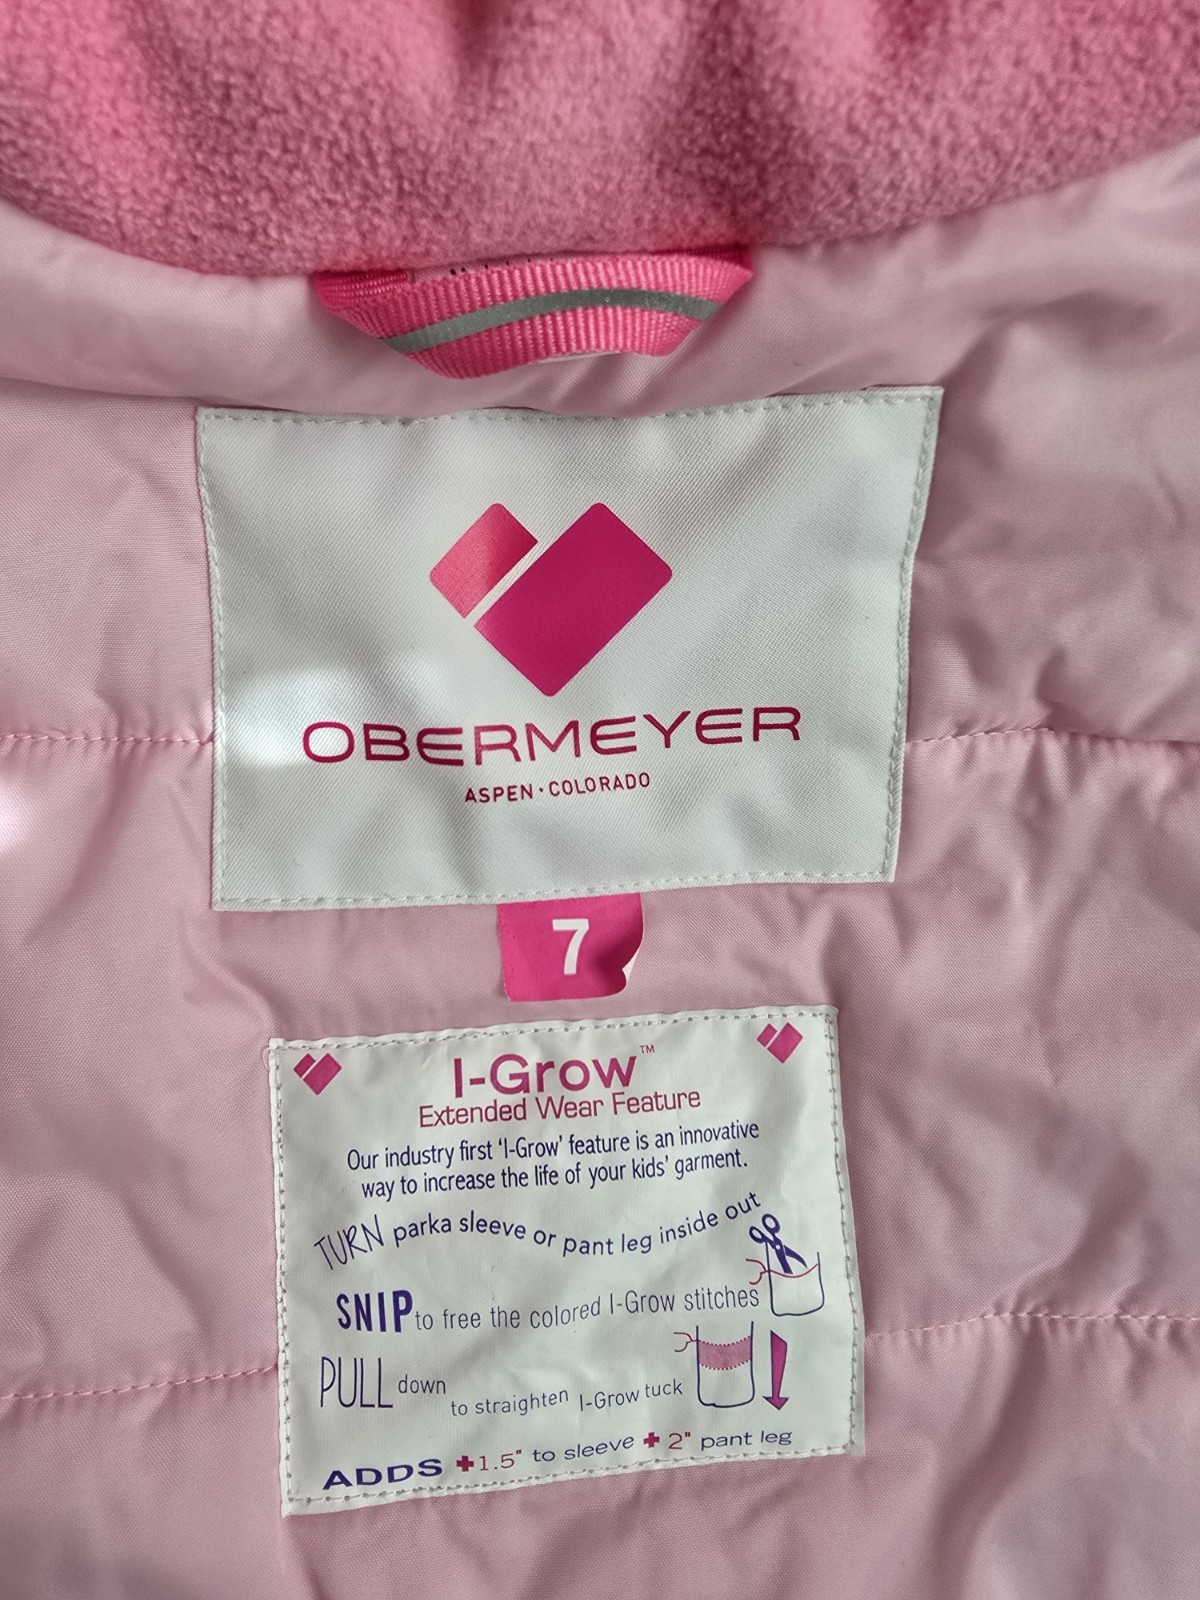 OBERMEYER
ASPEN · COLORADO
7
I-Grow™
Extended Wear Feature
Our industry first 'I-Grow' feature is an innovative
way to increase the life of your kids' garment.
TURN parka sleeve or pant leg inside out
SNIP to free the colored I-Grow stitches
PULL down to straighten I-Grow tuck
ADDS +1.5" to sleeve + 2" pant leg